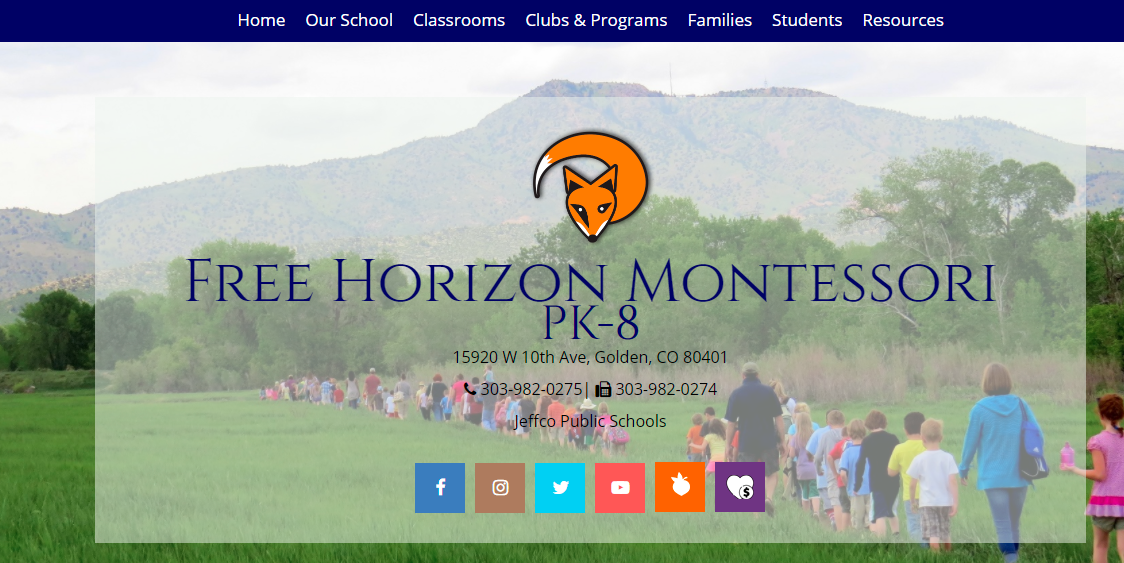 Home Our School Classrooms Clubs & Programs Families Students Resources
Free Horizon Montessori
PK-8
15920 W 10th Ave, Golden, CO 80401
303-982-0275| 303-982-0274
Jeffco Public Schools